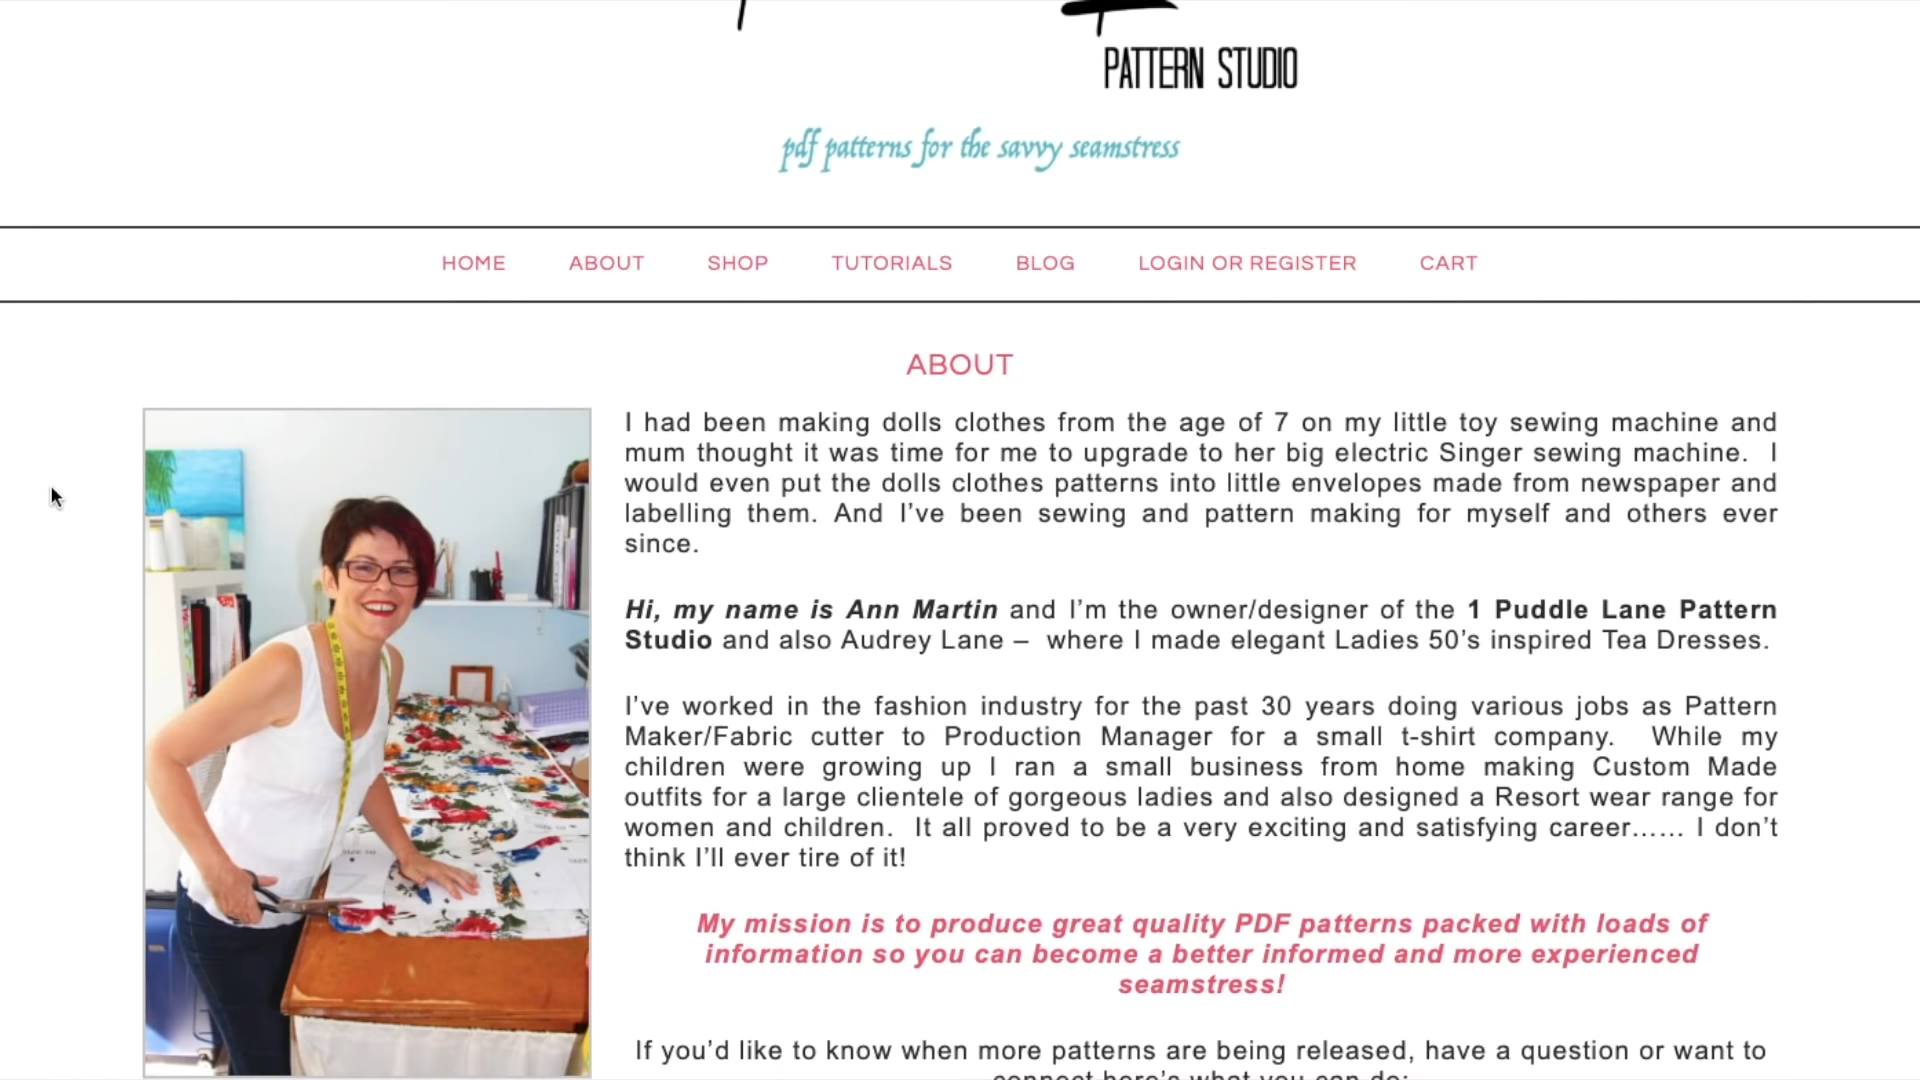 PATTERN STUDIO
pdf patterns for the savvy seamstress
HOME ABOUT SHOP TUTORIALS BLOG LOGIN OR REGISTER CART
ABOUT
I had been making dolls clothes from the age of 7 on my little toy sewing machine and
mum thought it was time for me to upgrade to her big electric Singer sewing machine. I
would even put the dolls clothes patterns into little envelopes made from newspaper and
labelling them. And I’ve been sewing and pattern making for myself and others ever
since.
Hi, my name is Ann Martin and I’m the owner/designer of the 1 Puddle Lane Pattern
Studio and also Audrey Lane – where I made elegant Ladies 50’s inspired Tea Dresses.
I’ve worked in the fashion industry for the past 30 years doing various jobs as Pattern
Maker/Fabric cutter to Production Manager for a small t-shirt company. While my
children were growing up I ran a small business from home making Custom Made
outfits for a large clientele of gorgeous ladies and also designed a Resort wear range for
women and children. It all proved to be a very exciting and satisfying career…… I don’t
think I’ll ever tire of it!
My mission is to produce great quality PDF patterns packed with loads of
information so you can become a better informed and more experienced
seamstress!
If you’d like to know when more patterns are being released, have a question or want to
connect here’s what you can do: